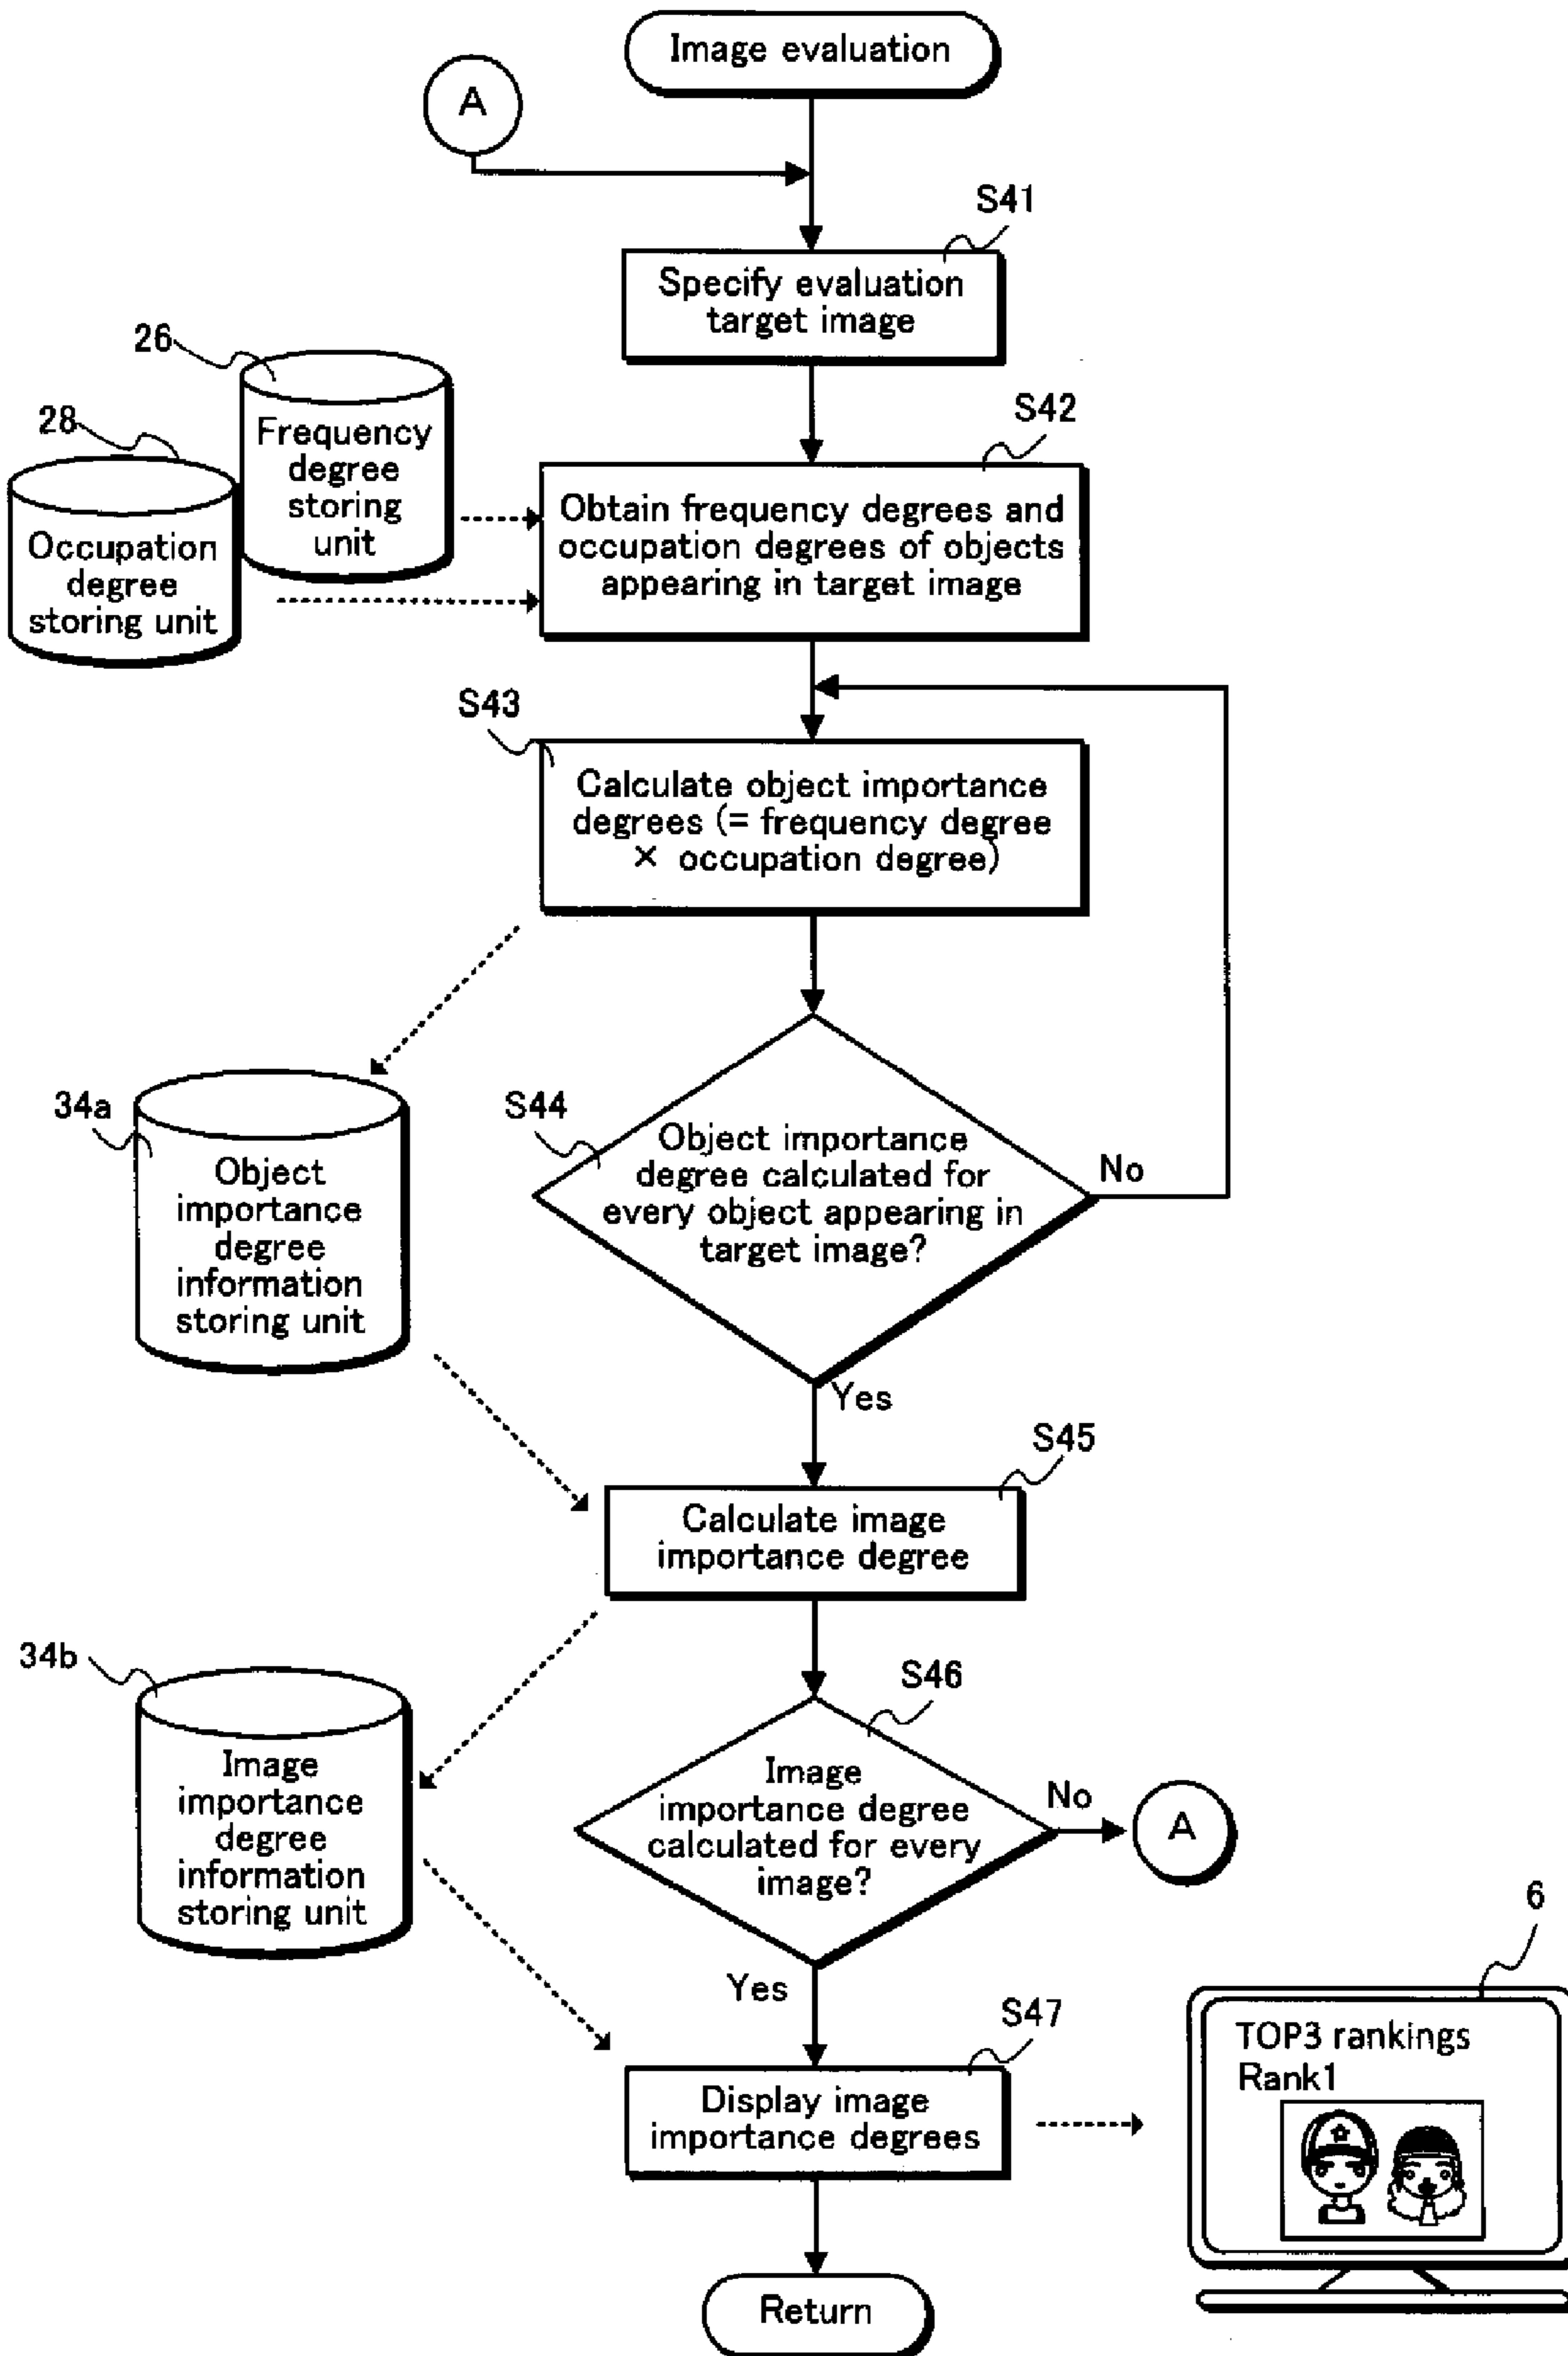 Image evaluation
A
S41
Specify evaluation
target image
26
Frequency
degree
storing
unit
28
Occupation
degree
storing unit
S42
Obtain frequency degrees and
occupation degrees of objects
appearing in target image
S43
Calculate object importance
degrees (= frequency degree
× occupation degree)
34a
Object
importance
degree
information
storing unit
S44
Object importance
degree calculated for
every object appearing in
target image?
No
Yes
S45
Calculate image
importance degree
34b
Image
importance
degree
information
storing unit
S46
Image
importance degree
calculated for every
image?
No
A
Yes
S47
Display image
importance degrees
6
TOP3 rankings
Rank1
Return